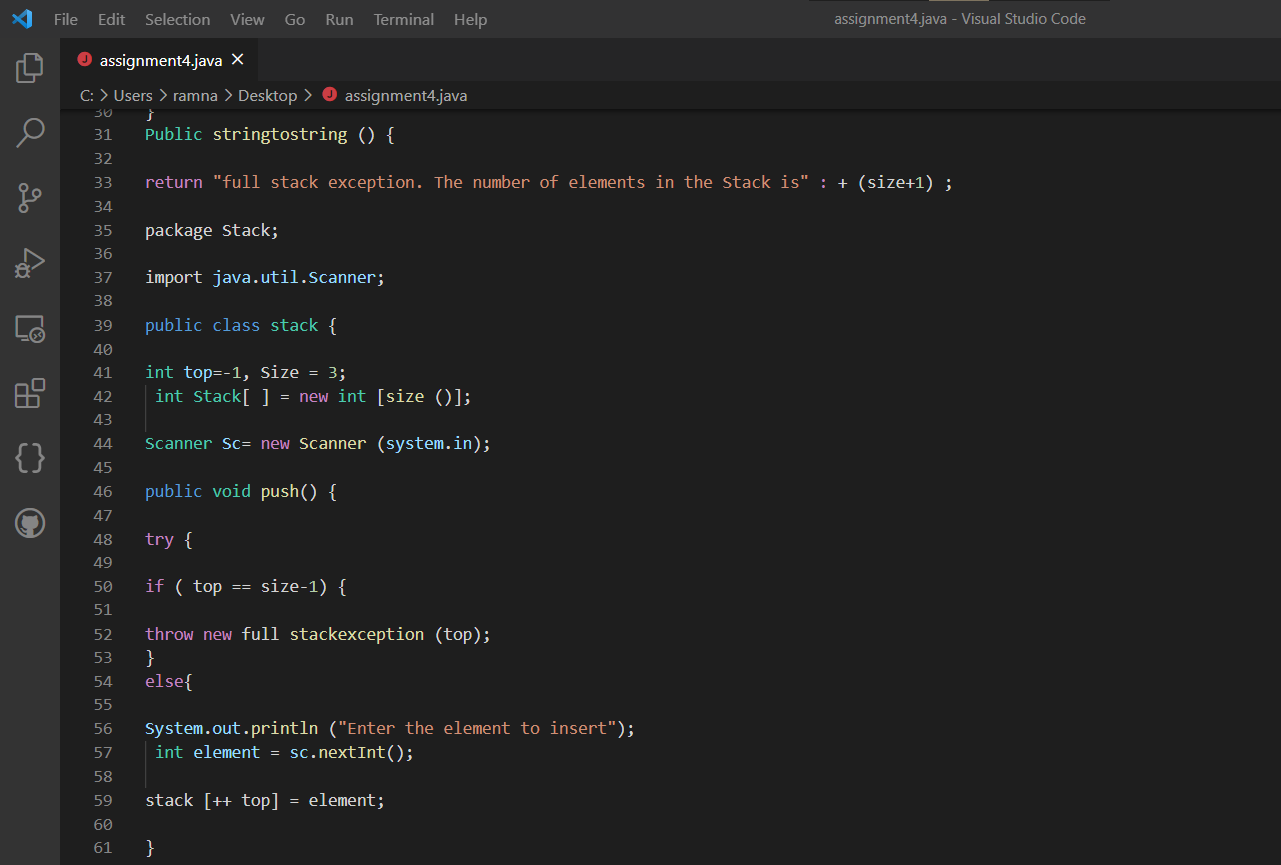 File Edit Selection View Go Run Terminal Help assignment4.java - Visual Studio Code
J assignment4.java ×
C: > Users > ramna > Desktop > J assignment4.java
30 }
31 Public stringtostring () {
32
33 return "full stack exception. The number of elements in the Stack is" : + (size+1) ;
34
35 package Stack;
36
37 import java.util.Scanner;
38
39 public class stack {
40
41 int top=-1, Size = 3;
42 int Stack[ ] = new int [size ()];
43
44 Scanner Sc= new Scanner (system.in);
45
46 public void push() {
47
48 try {
49
50 if ( top == size-1) {
51
52 throw new full stackexception (top);
53 }
54 else{
55
56 System.out.println ("Enter the element to insert");
57 int element = sc.nextInt();
58
59 stack [++ top] = element;
60
61 }